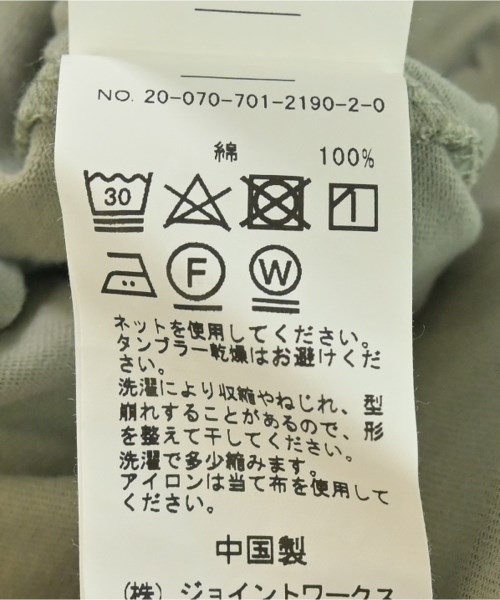 NO. 20-070-701-2190-2-0
綿 100%
30
F W
ネットを使用してください。
タンブラー乾燥はお避けくだ
さい。
洗濯により収縮やねじれ、型
崩れすることがあるので、形
を整えて干してください。
洗濯で多少縮みます。
アイロンは当て布を使用して
ください。
中国製
(株) ジョイントワークス